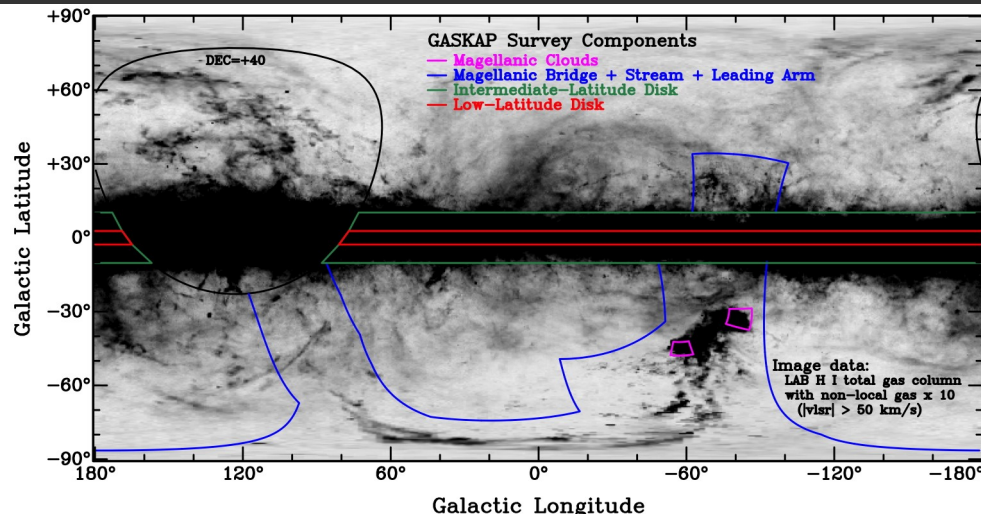 +90°
+60°
+30°
0°
−30°
−60°
−90°
Galactic Latitude
DEC=+40
GASKAP Survey Components
Magellanic Clouds
Magellanic Bridge + Stream + Leading Arm
Intermediate−Latitude Disk
Low−Latitude Disk
Image data:
LAB H I total gas column
with non−local gas x 10
(|vlsr| > 50 km/s)
180° 120° 60° 0° −60° −120° −180°
Galactic Longitude